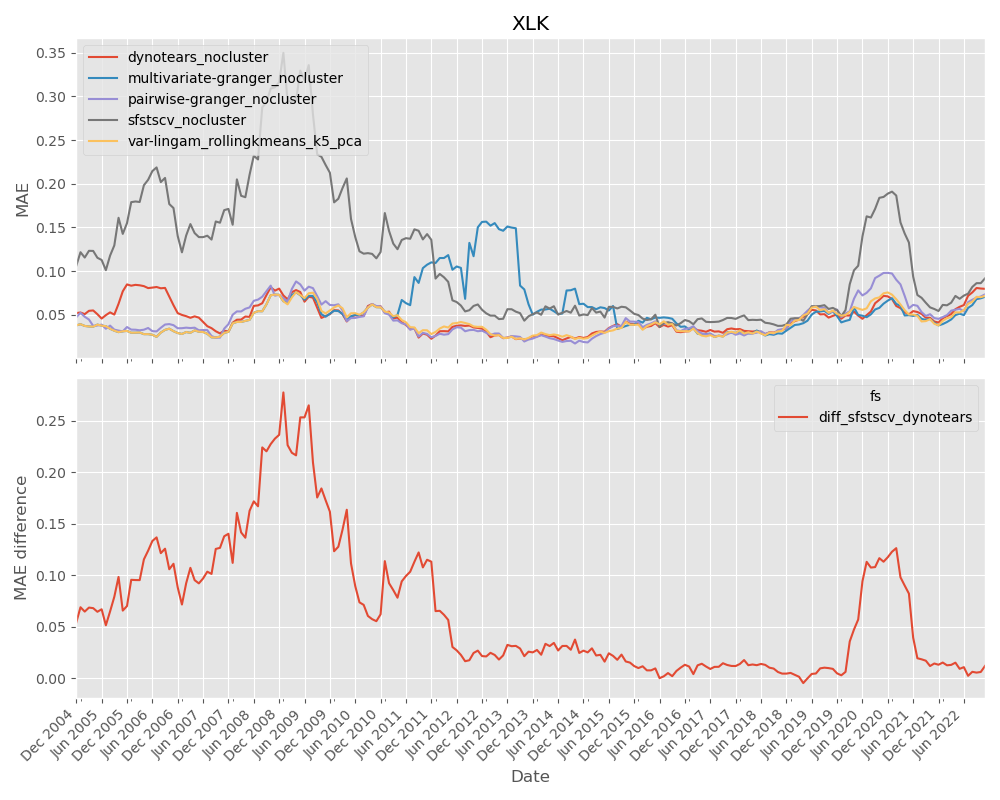 XLK
0.35
0.30
0.25
0.20
0.15
0.10
0.05
MAE
dynotears_nocluster
multivariate-granger_nocluster
pairwise-granger_nocluster
sfstscv_nocluster
var-lingam_rollingkmeans_k5_pca
0.25
0.20
0.15
0.10
0.05
0.00
MAE difference
fs
diff_sfstscv_dynotears
Dec 2004
Jun 2005
Dec 2005
Jun 2006
Dec 2006
Jun 2007
Dec 2007
Jun 2008
Dec 2008
Jun 2009
Dec 2009
Jun 2010
Dec 2010
Jun 2011
Dec 2011
Jun 2012
Dec 2012
Jun 2013
Dec 2013
Jun 2014
Dec 2014
Jun 2015
Dec 2015
Jun 2016
Dec 2016
Jun 2017
Dec 2017
Jun 2018
Dec 2018
Jun 2019
Dec 2019
Jun 2020
Dec 2020
Jun 2021
Dec 2021
Jun 2022
Date